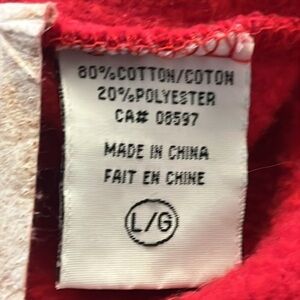 80%COTTON/COTON
20%POLYESTER
CA# 08597
MADE IN CHINA
FAIT EN CHINE
L/G